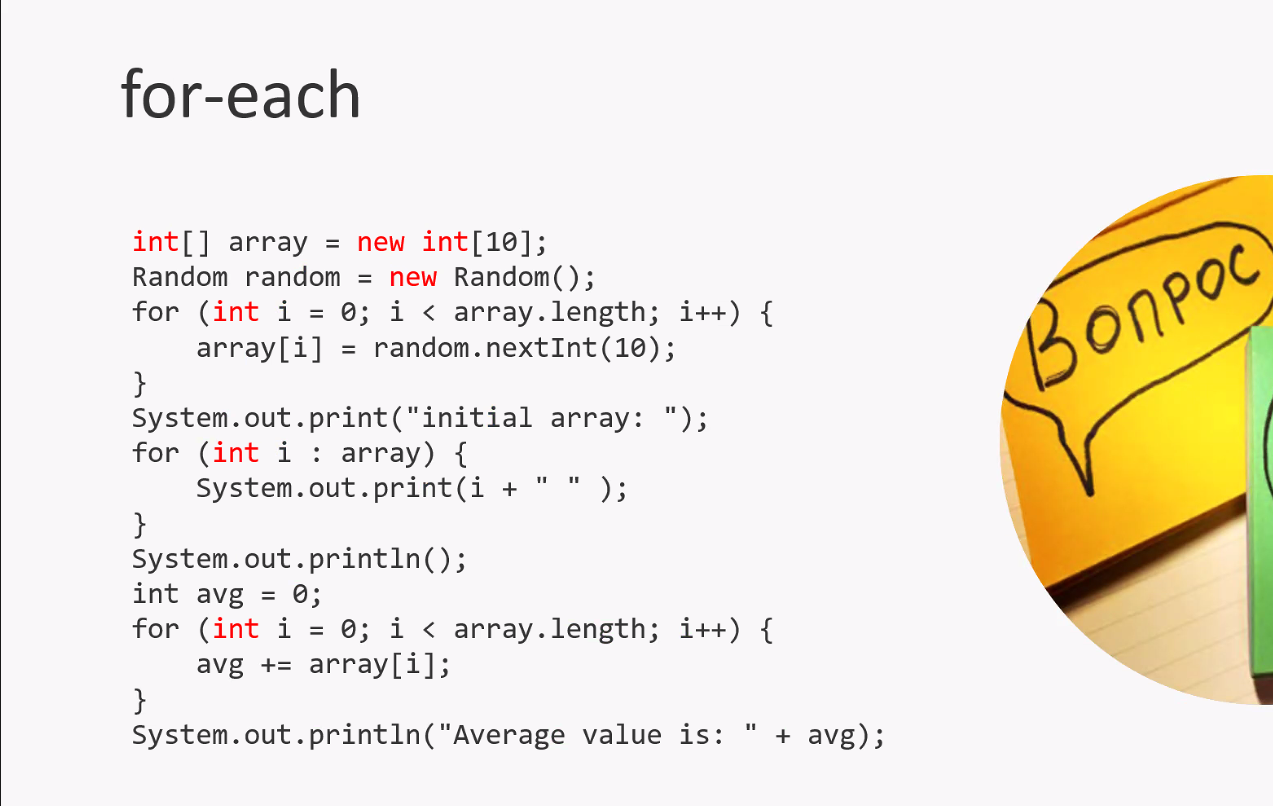 for-each
int[] array = new int[10];
Random random = new Random();
for (int i = 0; i < array.length; i++) {
    array[i] = random.nextInt(10);
}
System.out.print("initial array: ");
for (int i : array) {
    System.out.print(i + " " );
}
System.out.println();
int avg = 0;
for (int i = 0; i < array.length; i++) {
    avg += array[i];
}
System.out.println("Average value is: " + avg);
Вопрос